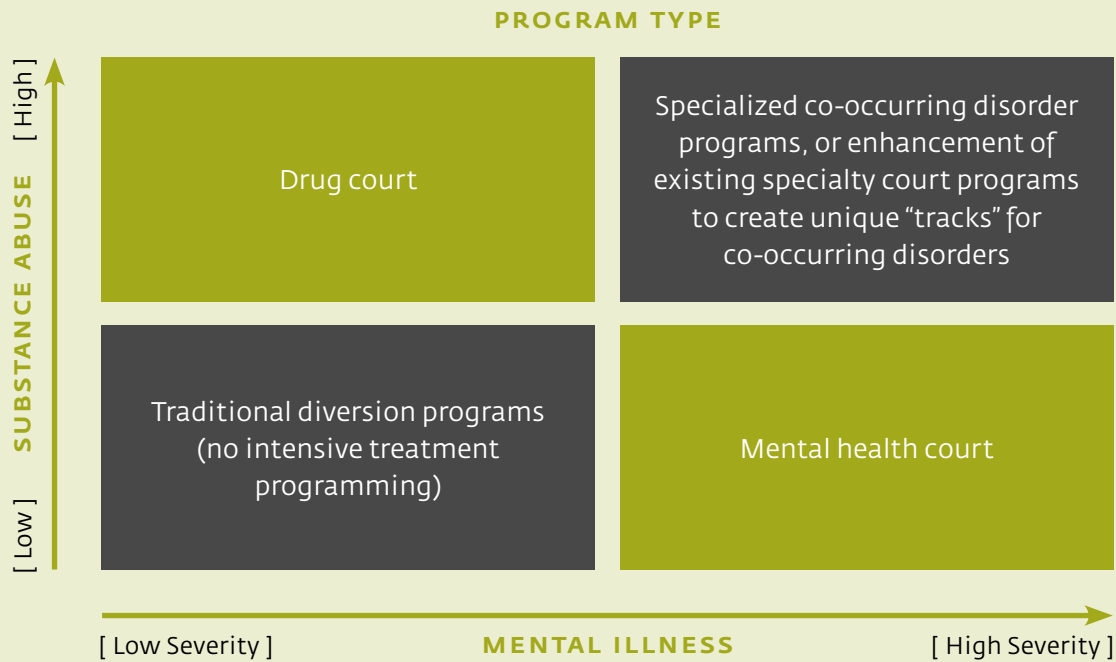 PROGRAM TYPE
[ High ]
SUBSTANCE ABUSE
[ Low ]
Drug court
Specialized co-occurring disorder
programs, or enhancement of
existing specialty court programs
to create unique “tracks” for
co-occurring disorders
Traditional diversion programs
(no intensive treatment
programming)
Mental health court
[ Low Severity ]
MENTAL ILLNESS
[ High Severity ]